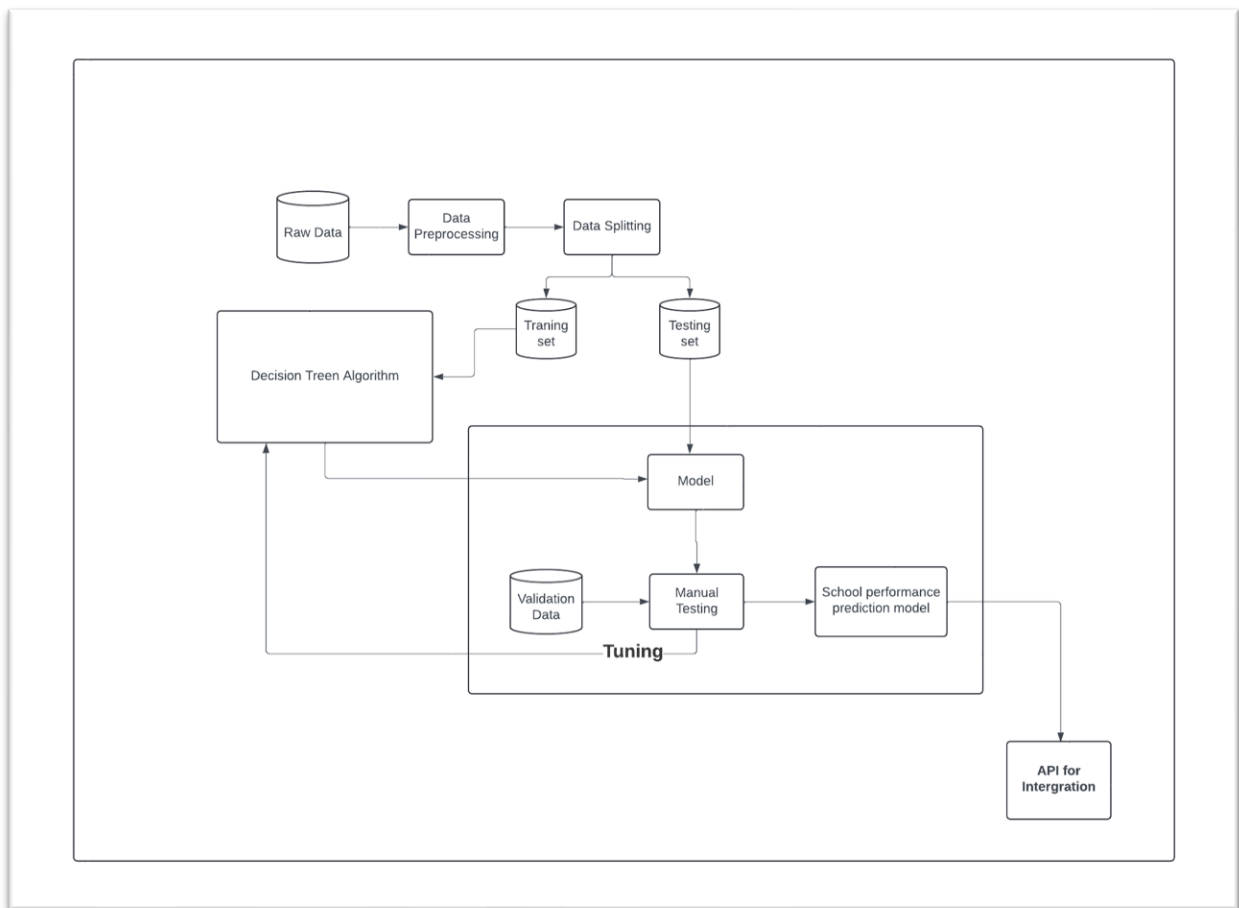 Raw Data
Data
Preprocessing
Data Splitting
Traning
set
Testing
set
Decision Treen Algorithm
Model
Validation
Data
Manual
Testing
School performance
prediction model
Tuning
API for
Intergration